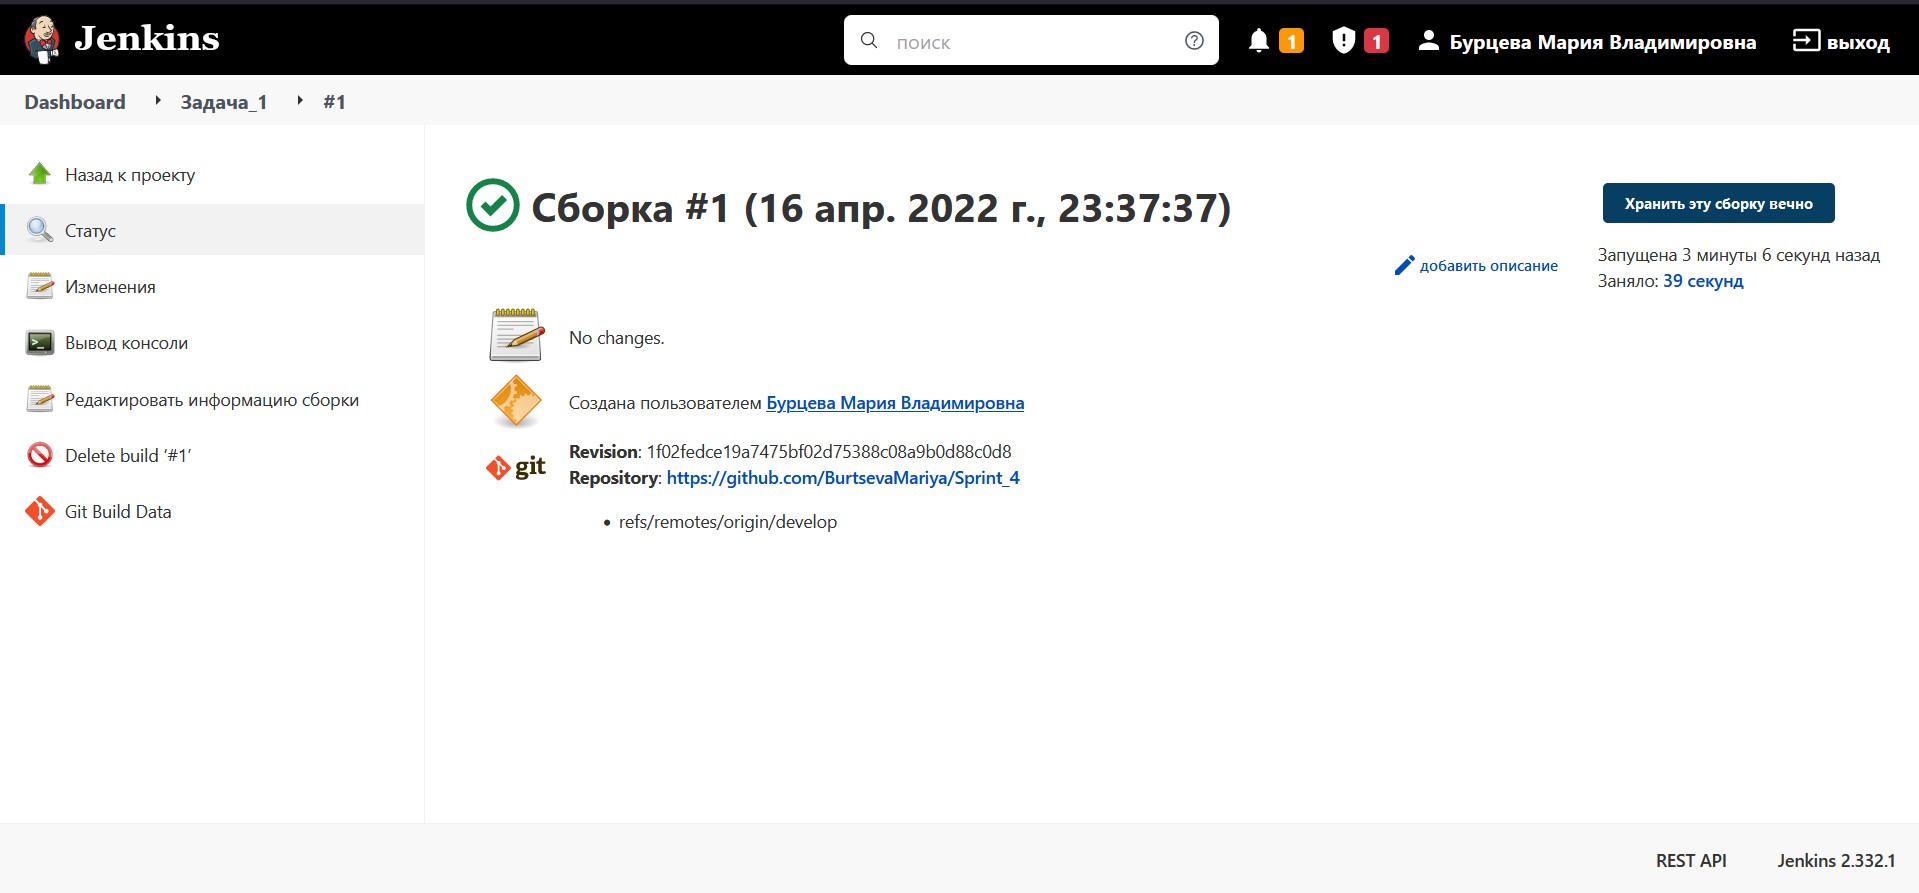 Jenkins
поиск
1
1
Бурцева Мария Владимировна
выход
Dashboard
Задача_1
#1
Назад к проекту
Статус
Изменения
Вывод консоли
Редактировать информацию сборки
Delete build ‘#1’
Git Build Data
Сборка #1 (16 апр. 2022 г., 23:37:37)
Хранить эту сборку вечно
добавить описание
Запущена 3 минуты 6 секунд назад
Заняло: 39 секунд
No changes.
Создана пользователем Бурцева Мария Владимировна
git
Revision: 1f02fedce19a7475bf02d75388c08a9b0d88c0d8
Repository: https://github.com/BurtsevaMariya/Sprint_4
• refs/remotes/origin/develop
REST API
Jenkins 2.332.1